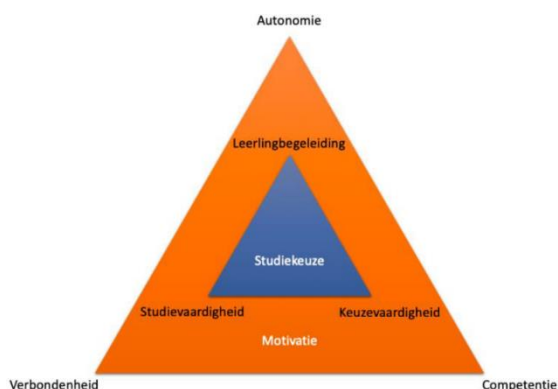 Autonomie
Leerlingbegeleiding
Studiekeuze
Studievaardigheid Keuzevaardigheid
Motivatie
Verbondenheid Competentie